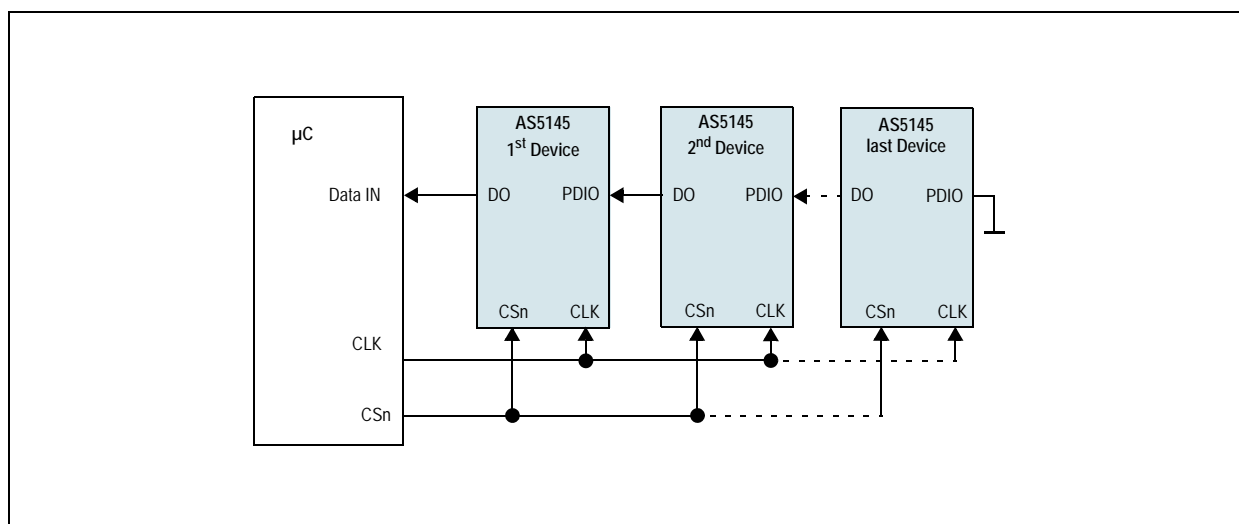 µC
AS5145
1st Device
AS5145
2nd Device
AS5145
last Device
Data IN
DO
PDIO
DO
PDIO
DO
PDIO
CSn
CLK
CSn
CLK
CSn
CLK
CLK
CSn